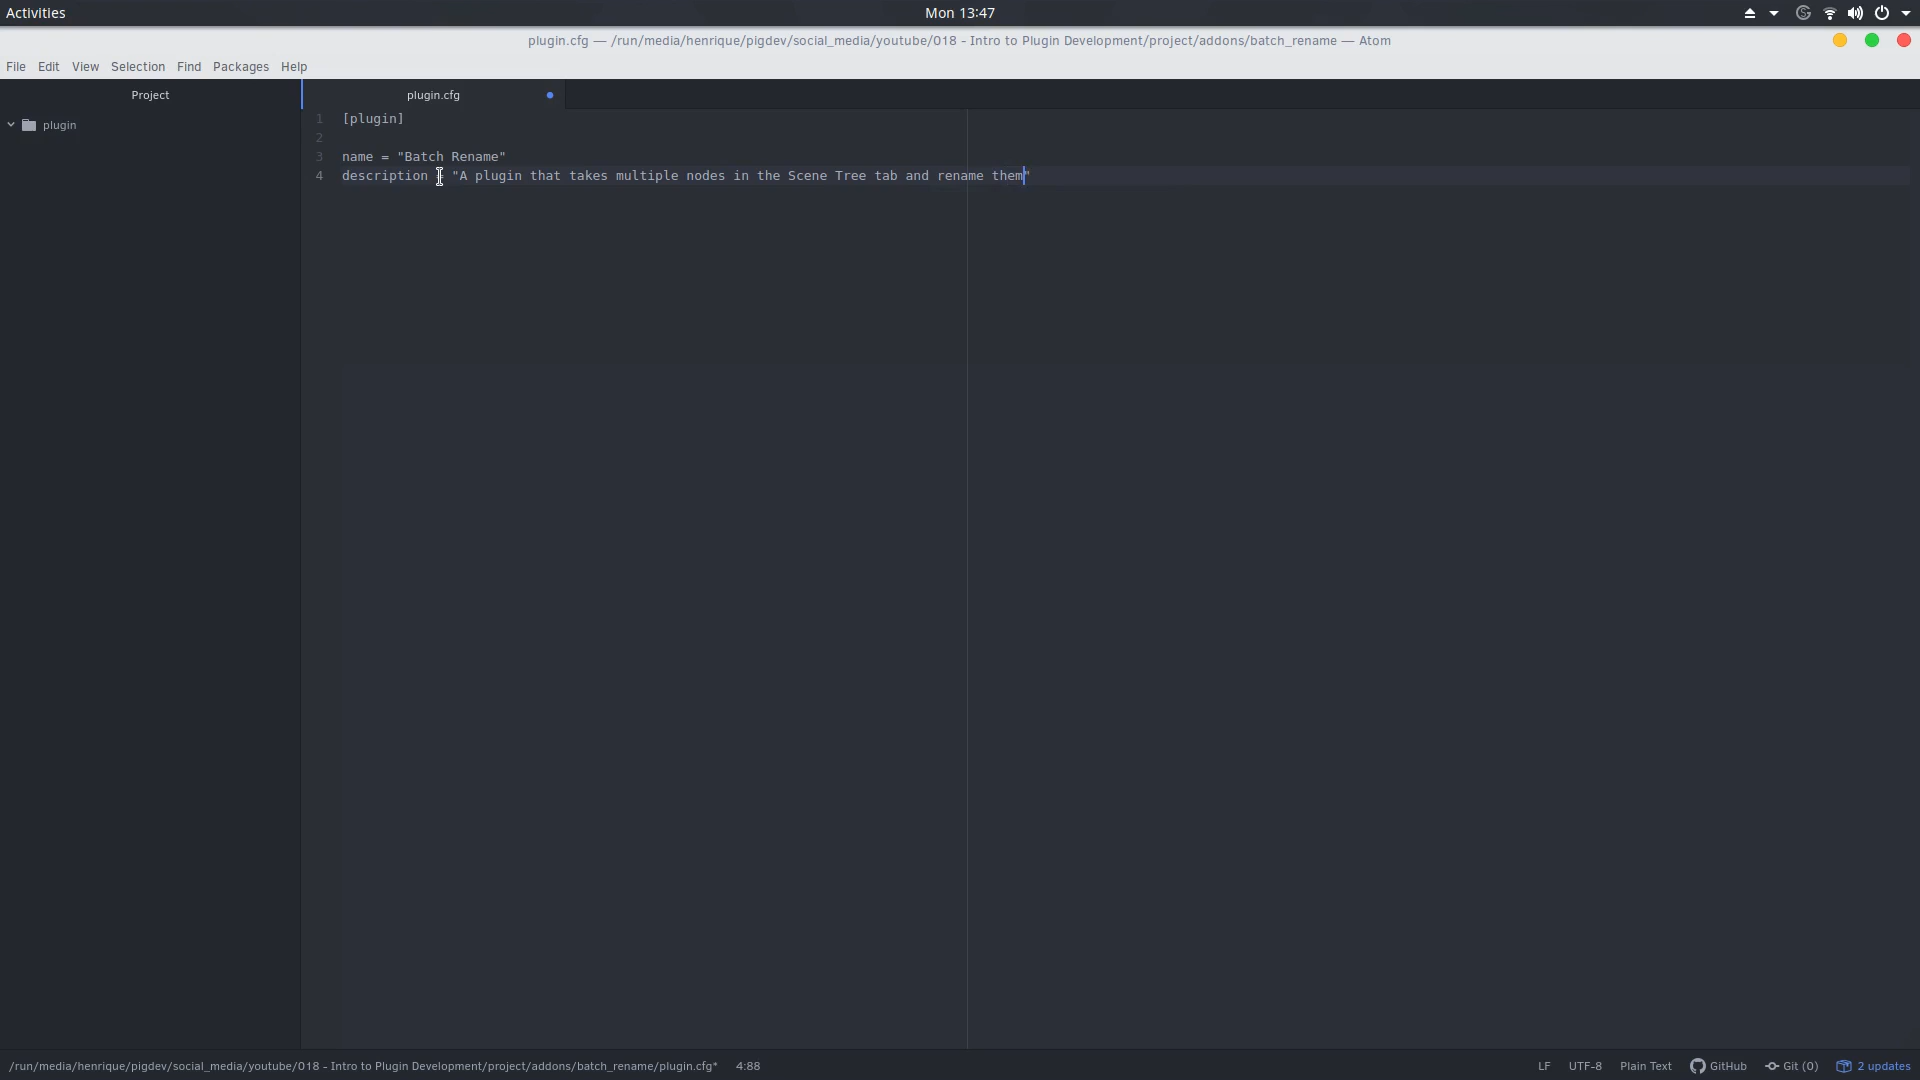 Activities
Mon 13:47
plugin.cfg — /run/media/henrique/pigdev/social_media/youtube/018 - Intro to Plugin Development/project/addons/batch_rename — Atom
File Edit View Selection Find Packages Help
Project
plugin.cfg
plugin
1 [plugin]
2
3 name = "Batch Rename"
4 description = "A plugin that takes multiple nodes in the Scene Tree tab and rename them"
/run/media/henrique/pigdev/social_media/youtube/018 - Intro to Plugin Development/project/addons/batch_rename/plugin.cfg* 4:88
LF UTF-8 Plain Text GitHub Git (0) 2 updates